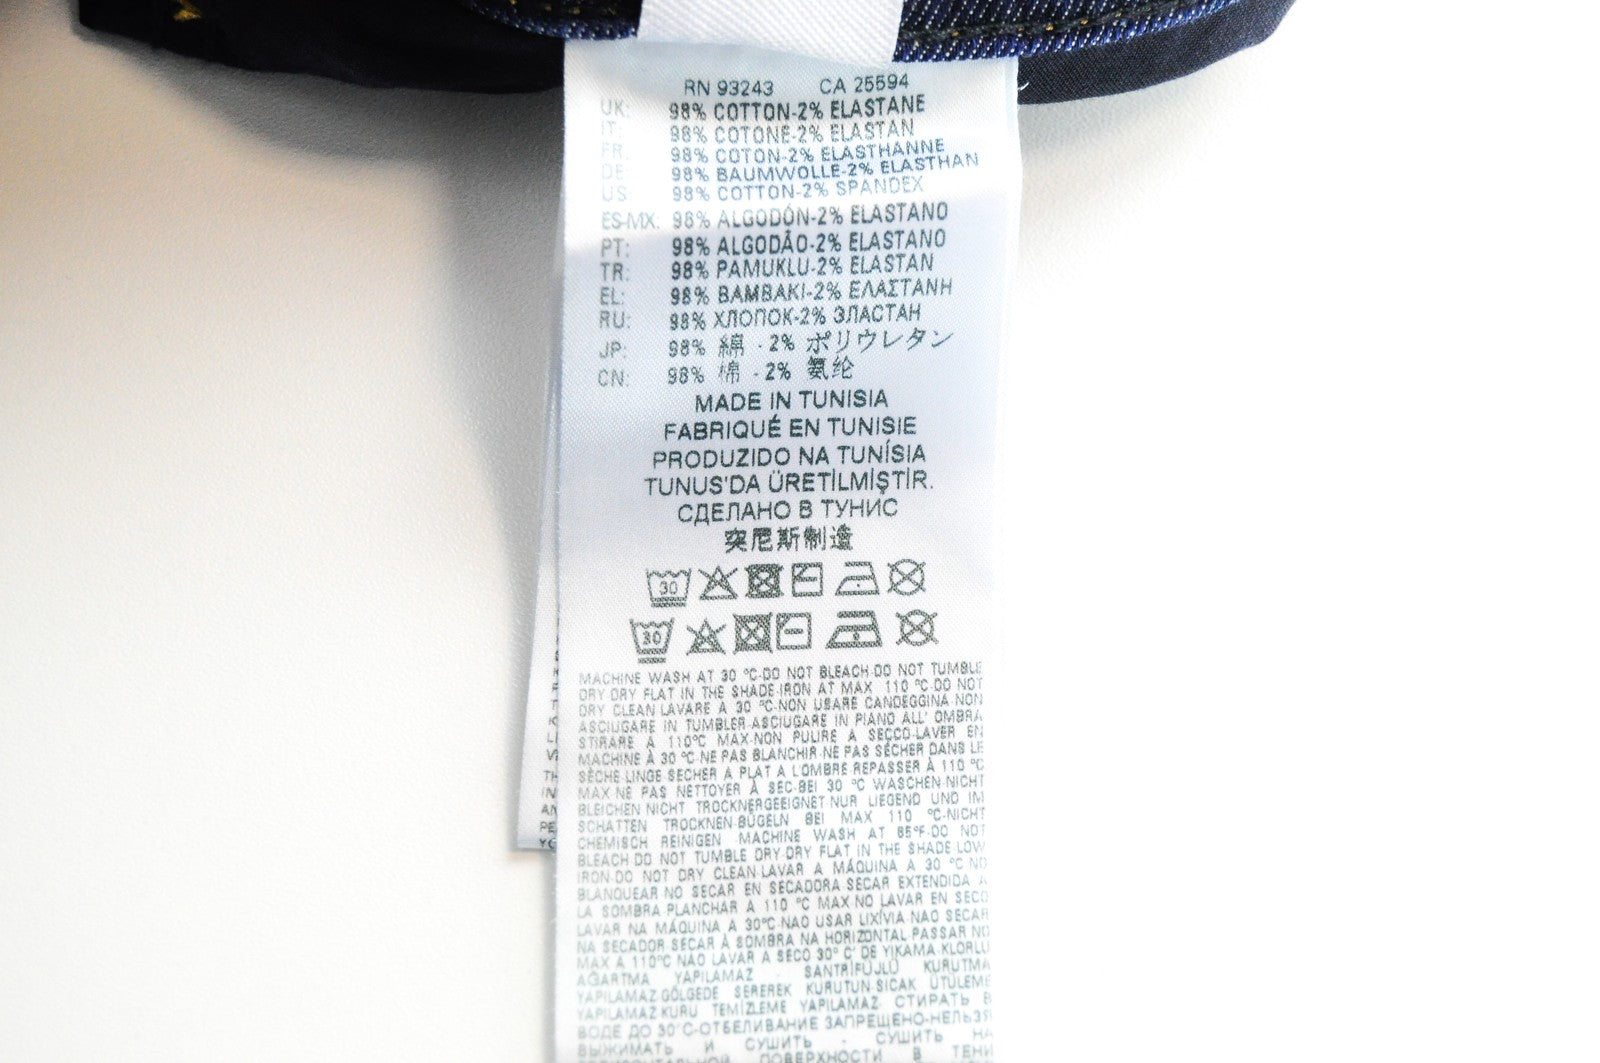 RN 93243 CA 25594
UK: 98% COTTON-2% ELASTANE
IT: 98% COTONE-2% ELASTAN
FR: 98% COTON-2% ELASTHANNE
DE: 98% BAUMWOLLE-2% ELASTHAN
US 98% COTTON-2% SPANDEX
ES-MX: 98% ALGODÓN-2% ELASTANO
PT: 98% ALGODÃO-2% ELASTANO
TR: 98% PAMUKLU-2% ELASTAN
EL: 98% BAMBAKI-2% ΕΛΑΣΤΑΝΗ
RU: 98% ХЛОПОК-2% ЭЛАСТАН
JP: 98% 綿 - 2% ポリウレタン
CN: 98% 棉 - 2% 氨纶
MADE IN TUNISIA
FABRIQUÉ EN TUNISIE
PRODUZIDO NA TUNÍSIA
TUNUS'DA ÜRETİLMİŞTİR.
СДЕЛАНО В ТУНИС
突尼斯制造
30
30
MACHINE WASH AT 30 °C-DO NOT BLEACH-DO NOT TUMBLE
DRY-DRY FLAT IN THE SHADE-IRON AT MAX 110 °C-DO NOT
DRY CLEAN LAVARE A 30 °C-NON USARE CANDEGGINA NON
ASCIUGARE IN TUMBLER-ASCIUGARE IN PIANO ALL' OMBRA
STIRARE A 110°C MAX-NON PULIRE A SECCO-LAVER EN
MACHINE À 30 °C-NE PAS BLANCHIR-NE PAS SÉCHER DANS LE
SÈCHE-LINGE SECHER A PLAT A L OMBRE REPASSER À 110 °C
MAX NE PAS NETTOYER À SEC-BEI 30 °C WASCHEN-NICHT
BLEICHEN NICHT TROCKNERGEEIGNET-NUR LIEGEND UND IM
SCHATTEN TROCKNEN-BÜGELN BEI MAX 110 °C-NICHT
CHEMISCH REINIGEN MACHINE WASH AT 85°F-DO NOT
BLEACH-DO NOT TUMBLE DRY-DRY FLAT IN THE SHADE-LOW
IRON-DO NOT DRY CLEAN-LAVAR A MÁQUINA A 30 °C NO
BLANQUEAR NO SECAR EN SECADORA SECAR EXTENDIDA A
LA SOMBRA PLANCHAR A 110 °C MAX-NO LAVAR EN SECO
LAVAR NA MÁQUINA A 30°C-NAO USAR LIXÍVIA NAO SECAR
NA SECADOR-SECAR À SOMBRA NA HORIZONTAL-PASSAR NO
MAX A 110°C NAO LAVAR A SECO 30° C' DE YIKAMA-KLORLU
AĞARTMA YAPILAMAZ - SANTRİFÜJLÜ KURUTMA
YAPILAMAZ GÖLGEDE SEREREK KURUTUN-SICAK ÜTÜLEME
YAPILAMAZ-KURU TEMİZLEME YAPILAMAZ СТИРАТЬ В
ВОДЕ ДО 30°С-ОТБЕЛИВАНИЕ ЗАПРЕЩЕНО-НЕЛЬЗЯ
ВЫЖИМАТЬ И СУШИТЬ - СУШИТЬ НА
ГОРИЗОНТАЛЬНОЙ ПОВЕРХНОСТИ В ТЕНИ